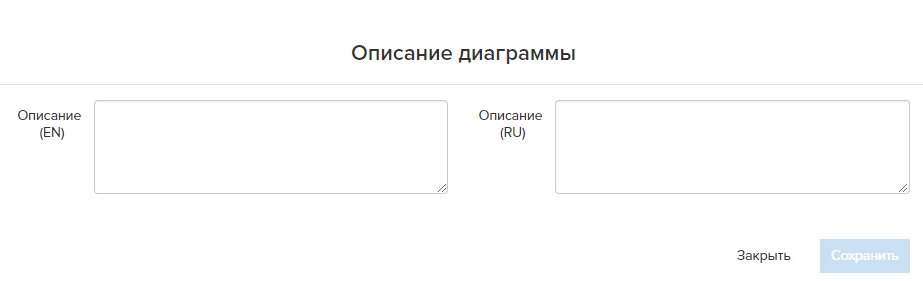 Описание диаграммы
Описание
(EN)
Описание
(RU)
Закрыть
Сохранить